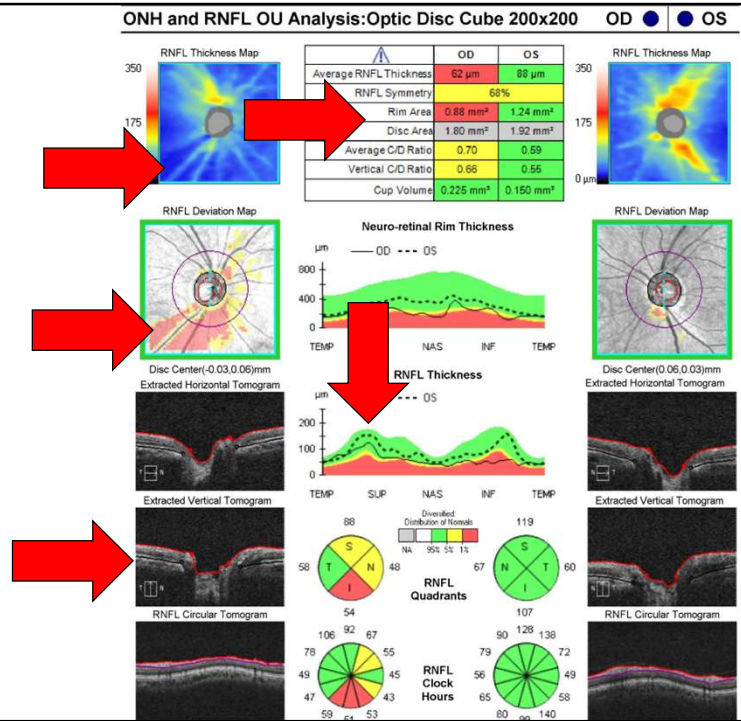 ONH and RNFL OU Analysis:Optic Disc Cube 200x200 OD OS
RNFL Thickness Map
350
175
OD OS
Average RNFL Thickness 62 µm 88 µm
RNFL Symmetry 68%
Rim Area 0.88 mm² 1.24 mm²
Disc Area 1.80 mm² 1.92 mm²
Average C/D Ratio 0.70 0.59
Vertical C/D Ratio 0.66 0.55
Cup Volume 0.225 mm³ 0.150 mm³
RNFL Thickness Map
350
175
0 µm
RNFL Deviation Map
Disc Center(-0.03,0.06)mm
Neuro-retinal Rim Thickness
µm
OD OS
800
400
0
TEMP NAS INF TEMP
RNFL Deviation Map
Disc Center(0.06,0.03)mm
Extracted Horizontal Tomogram
T N
RNFL Thickness
µm
OS
200
100
0
TEMP SUP NAS INF TEMP
Extracted Horizontal Tomogram
N T
Extracted Vertical Tomogram
Diversified:
Distribution of Normals
NA 95% 5% 1%
88
S
58 T N 48
I
54
RNFL
Quadrants
119
S
67 N T 60
I
107
Extracted Vertical Tomogram
RNFL Circular Tomogram
RNFL
Clock
Hours
106 92 67
78 55
49 45
47 43
59 53
90 128 138
79 72
56 49
65 58
80 140
RNFL Circular Tomogram